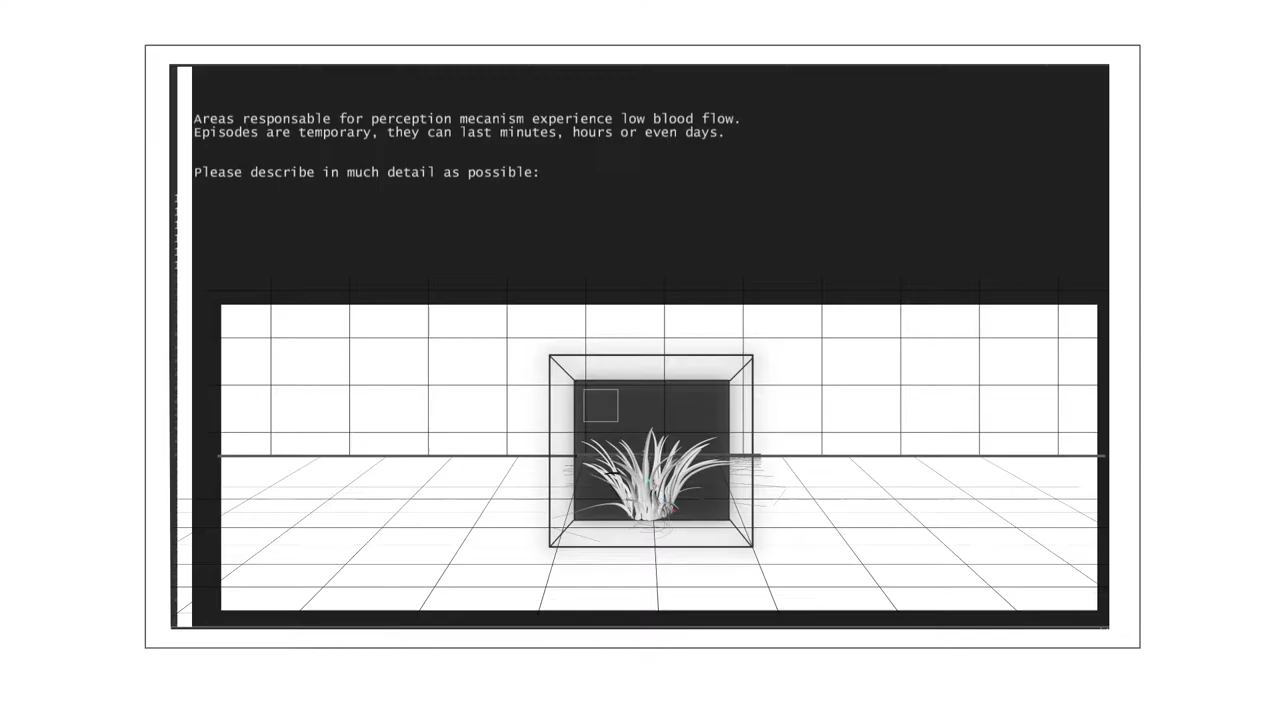 Areas responsable for perception mecanism experience low blood flow.
Episodes are temporary, they can last minutes, hours or even days.
Please describe in much detail as possible: